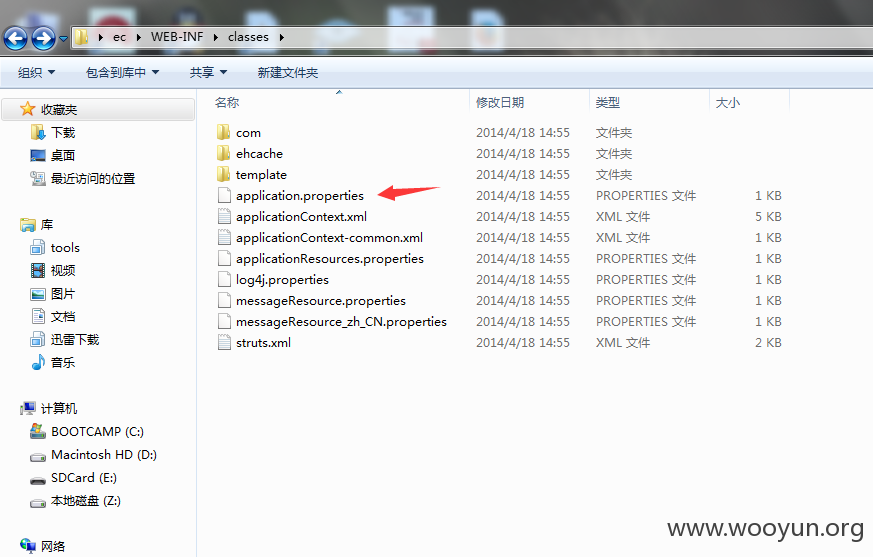 ec WEB-INF classes
组织 包含到库中 共享 新建文件夹
名称 修改日期 类型 大小
收藏夹
下载
桌面
最近访问的位置
库
tools
视频
图片
文档
迅雷下载
音乐
计算机
BOOTCAMP (C:)
Macintosh HD (D:)
SDCard (E:)
本地磁盘 (Z:)
网络
com 2014/4/18 14:55 文件夹
ehcache 2014/4/18 14:55 文件夹
template 2014/4/18 14:55 文件夹
application.properties 2014/4/18 14:55 PROPERTIES 文件 1 KB
applicationContext.xml 2014/4/18 14:55 XML 文件 5 KB
applicationContext-common.xml 2014/4/18 14:55 XML 文件 1 KB
applicationResources.properties 2014/4/18 14:55 PROPERTIES 文件 1 KB
log4j.properties 2014/4/18 14:55 PROPERTIES 文件 1 KB
messageResource.properties 2014/4/18 14:55 PROPERTIES 文件 1 KB
messageResource_zh_CN.properties 2014/4/18 14:55 PROPERTIES 文件 1 KB
struts.xml 2014/4/18 14:55 XML 文件 2 KB
www.wooyun.org